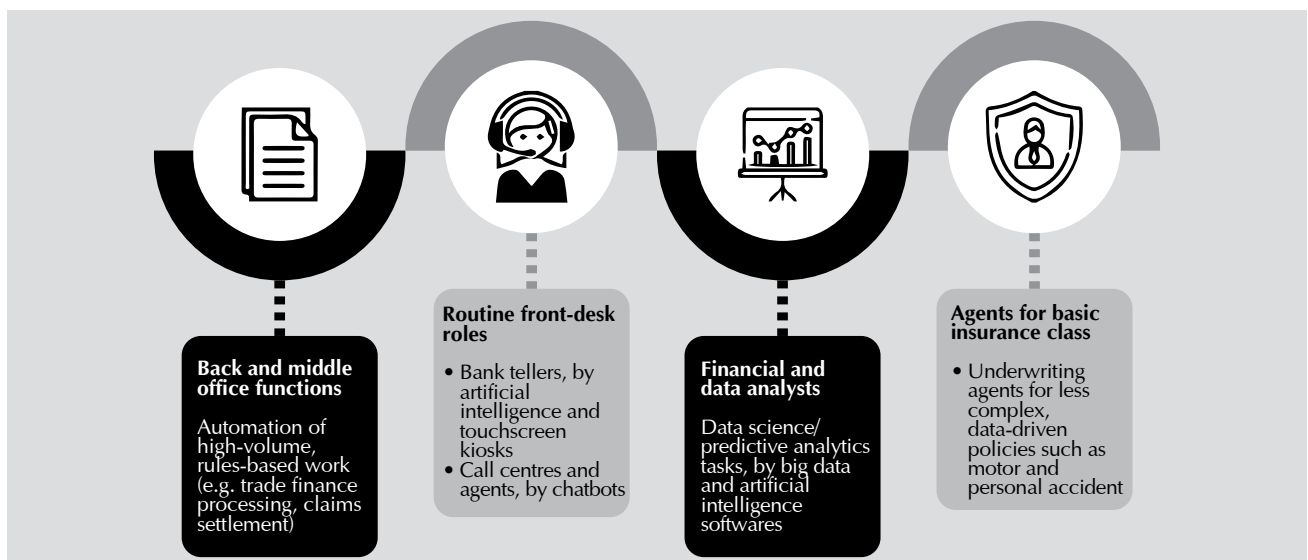 Back and middle
office functions
Automation of
high-volume,
rules-based work
(e.g. trade finance
processing, claims
settlement)
Routine front-desk
roles
• Bank tellers, by
artificial
intelligence and
touchscreen
kiosks
• Call centres and
agents, by chatbots
Financial and
data analysts
Data science/
predictive analytics
tasks, by big data
and artificial
intelligence
softwares
Agents for basic
insurance class
• Underwriting
agents for less
complex,
data-driven
policies such as
motor and
personal accident